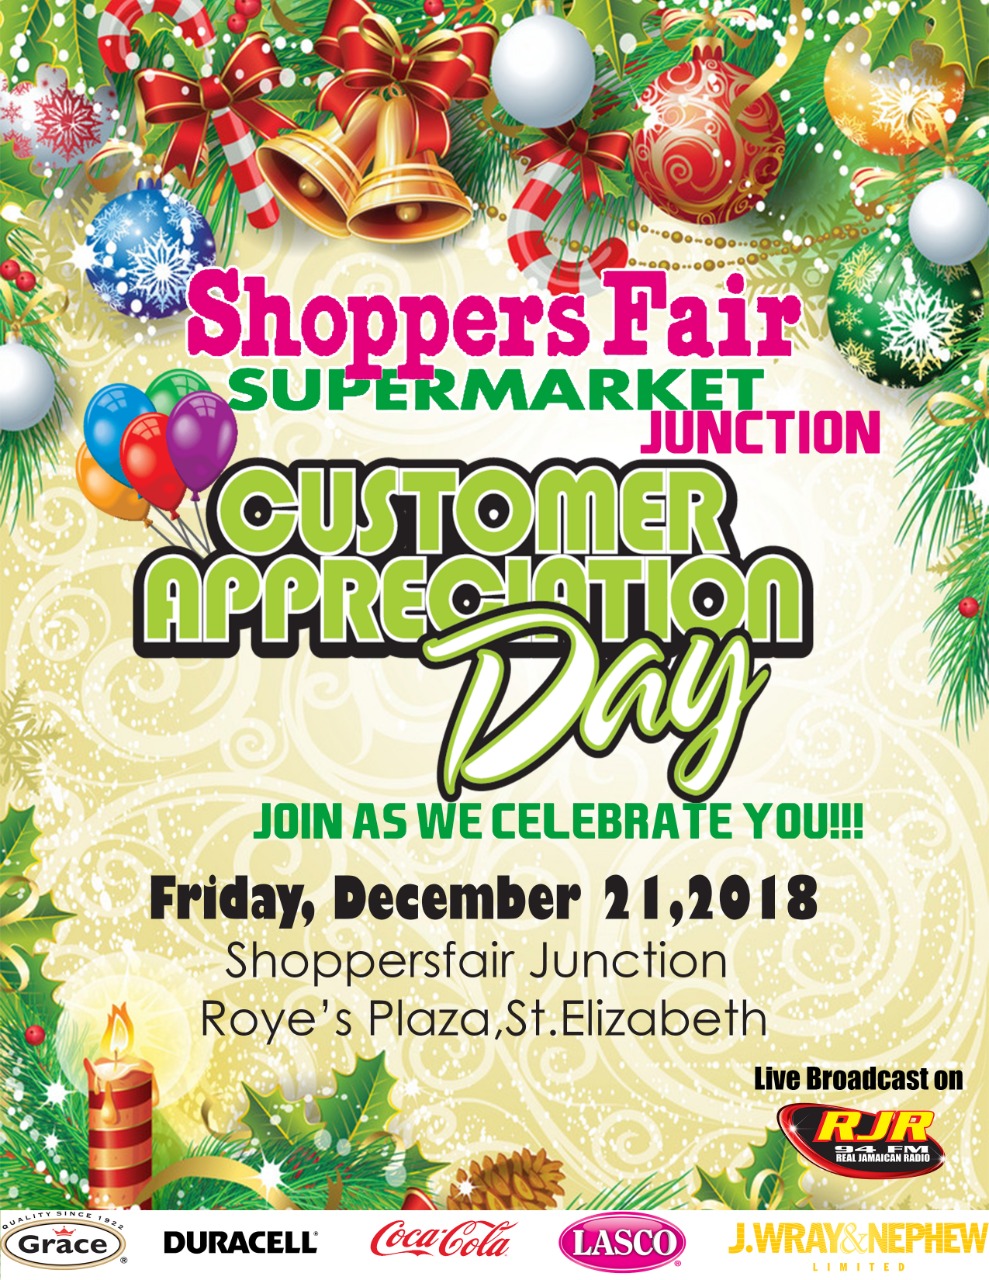 Shoppers Fair
SUPERMARKET
JUNCTION
CUSTOMER
APPRECIATION
Day
JOIN AS WE CELEBRATE YOU!!!
Friday, December 21,2018
Shoppersfair Junction
Roye's Plaza,St.Elizabeth
Live Broadcast on
RJR
94 FM
REAL JAMAICAN RADIO
QUALITY SINCE 1922
Grace
DURACELL
Coca-Cola
LASCO
J.WRAY&NEPHEW
LIMITED